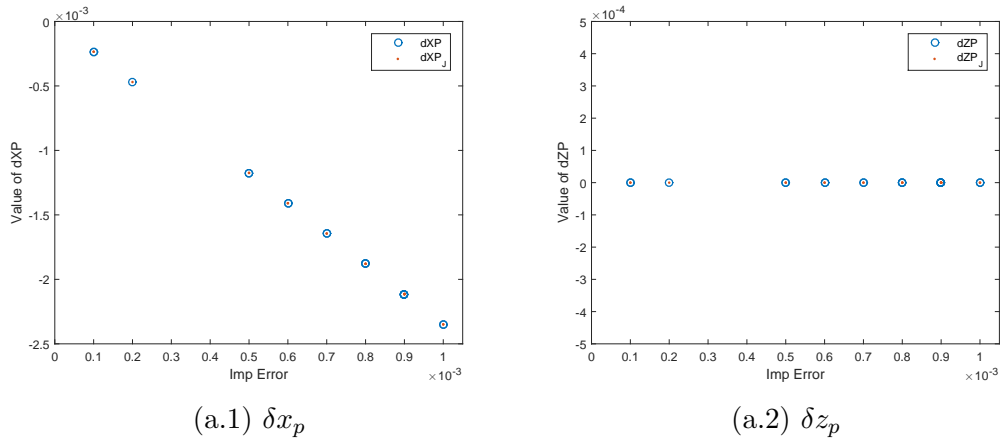 ×10⁻³
0
-0.5
-1
-1.5
-2
-2.5
Value of dXP
dXP
dXP_J
0 0.1 0.2 0.3 0.4 0.5 0.6 0.7 0.8 0.9 1
Imp Error
×10⁻³
(a.1) δx_p
×10⁻⁴
5
4
3
2
1
0
-1
-2
-3
-4
-5
Value of dZP
dZP
dZP_J
0 0.1 0.2 0.3 0.4 0.5 0.6 0.7 0.8 0.9 1
Imp Error
×10⁻³
(a.2) δz_p